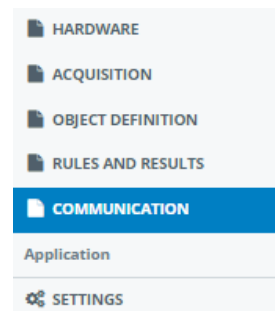 HARDWARE
ACQUISITION
OBJECT DEFINITION
RULES AND RESULTS
COMMUNICATION
Application
SETTINGS